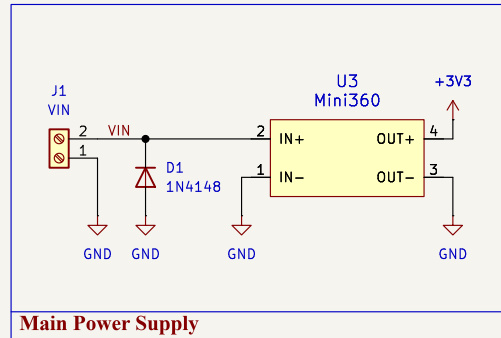 U3
Mini360
+3V3
J1
VIN
2 VIN 2 IN+ OUT+ 4
1
D1
1N4148
1 IN- OUT- 3
GND GND GND GND
Main Power Supply